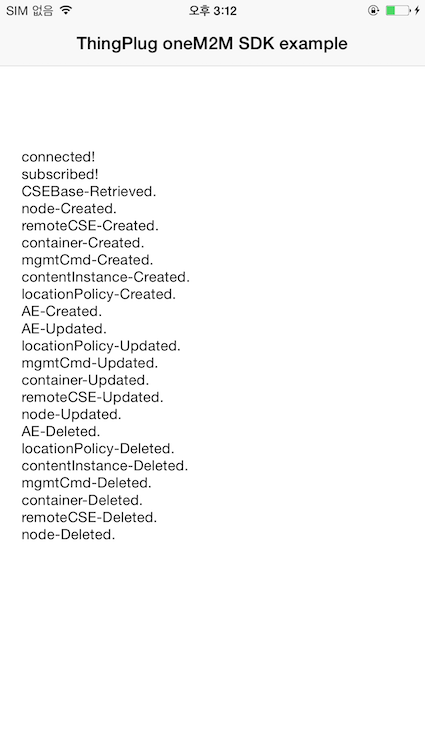 SIM 없음 오후 3:12
ThingPlug oneM2M SDK example
connected!
subscribed!
CSEBase-Retrieved.
node-Created.
remoteCSE-Created.
container-Created.
mgmtCmd-Created.
contentInstance-Created.
locationPolicy-Created.
AE-Created.
AE-Updated.
locationPolicy-Updated.
mgmtCmd-Updated.
container-Updated.
remoteCSE-Updated.
node-Updated.
AE-Deleted.
locationPolicy-Deleted.
contentInstance-Deleted.
mgmtCmd-Deleted.
container-Deleted.
remoteCSE-Deleted.
node-Deleted.